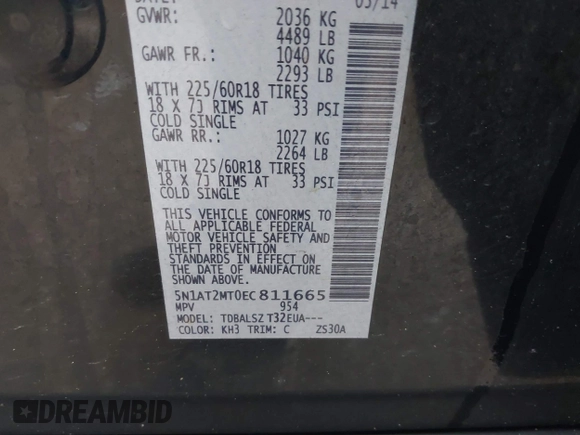 03/14
GVWR: 2036 KG
4489 LB
GAWR FR.: 1040 KG
2293 LB
WITH 225/60R18 TIRES
18 X 7J RIMS AT 33 PSI
COLD SINGLE
GAWR RR.: 1027 KG
2264 LB
WITH 225/60R18 TIRES
18 X 7J RIMS AT 33 PSI
COLD SINGLE
THIS VEHICLE CONFORMS TO
ALL APPLICABLE FEDERAL
MOTOR VEHICLE SAFETY AND
THEFT PREVENTION
STANDARDS IN EFFECT ON
THE DATE OF MANUFACTURE
SHOWN ABOVE.
5N1AT2MT0EC811665
MPV 954
MODEL: TDBALSZ T32EUA---
COLOR: KH3 TRIM: C ZS30A
DREAMBID